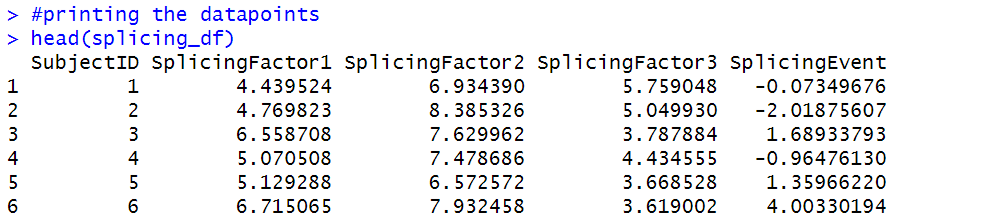 > #printing the datapoints
> head(splicing_df)
  SubjectID SplicingFactor1 SplicingFactor2 SplicingFactor3 SplicingEvent
1         1        4.439524        6.934390        5.759048   -0.07349676
2         2        4.769823        8.385326        5.049930   -2.01875607
3         3        6.558708        7.629962        3.787884    1.68933793
4         4        5.070508        7.478686        4.434555   -0.96476130
5         5        5.129288        6.572572        3.668528    1.35966220
6         6        6.715065        7.932458        3.619002    4.00330194